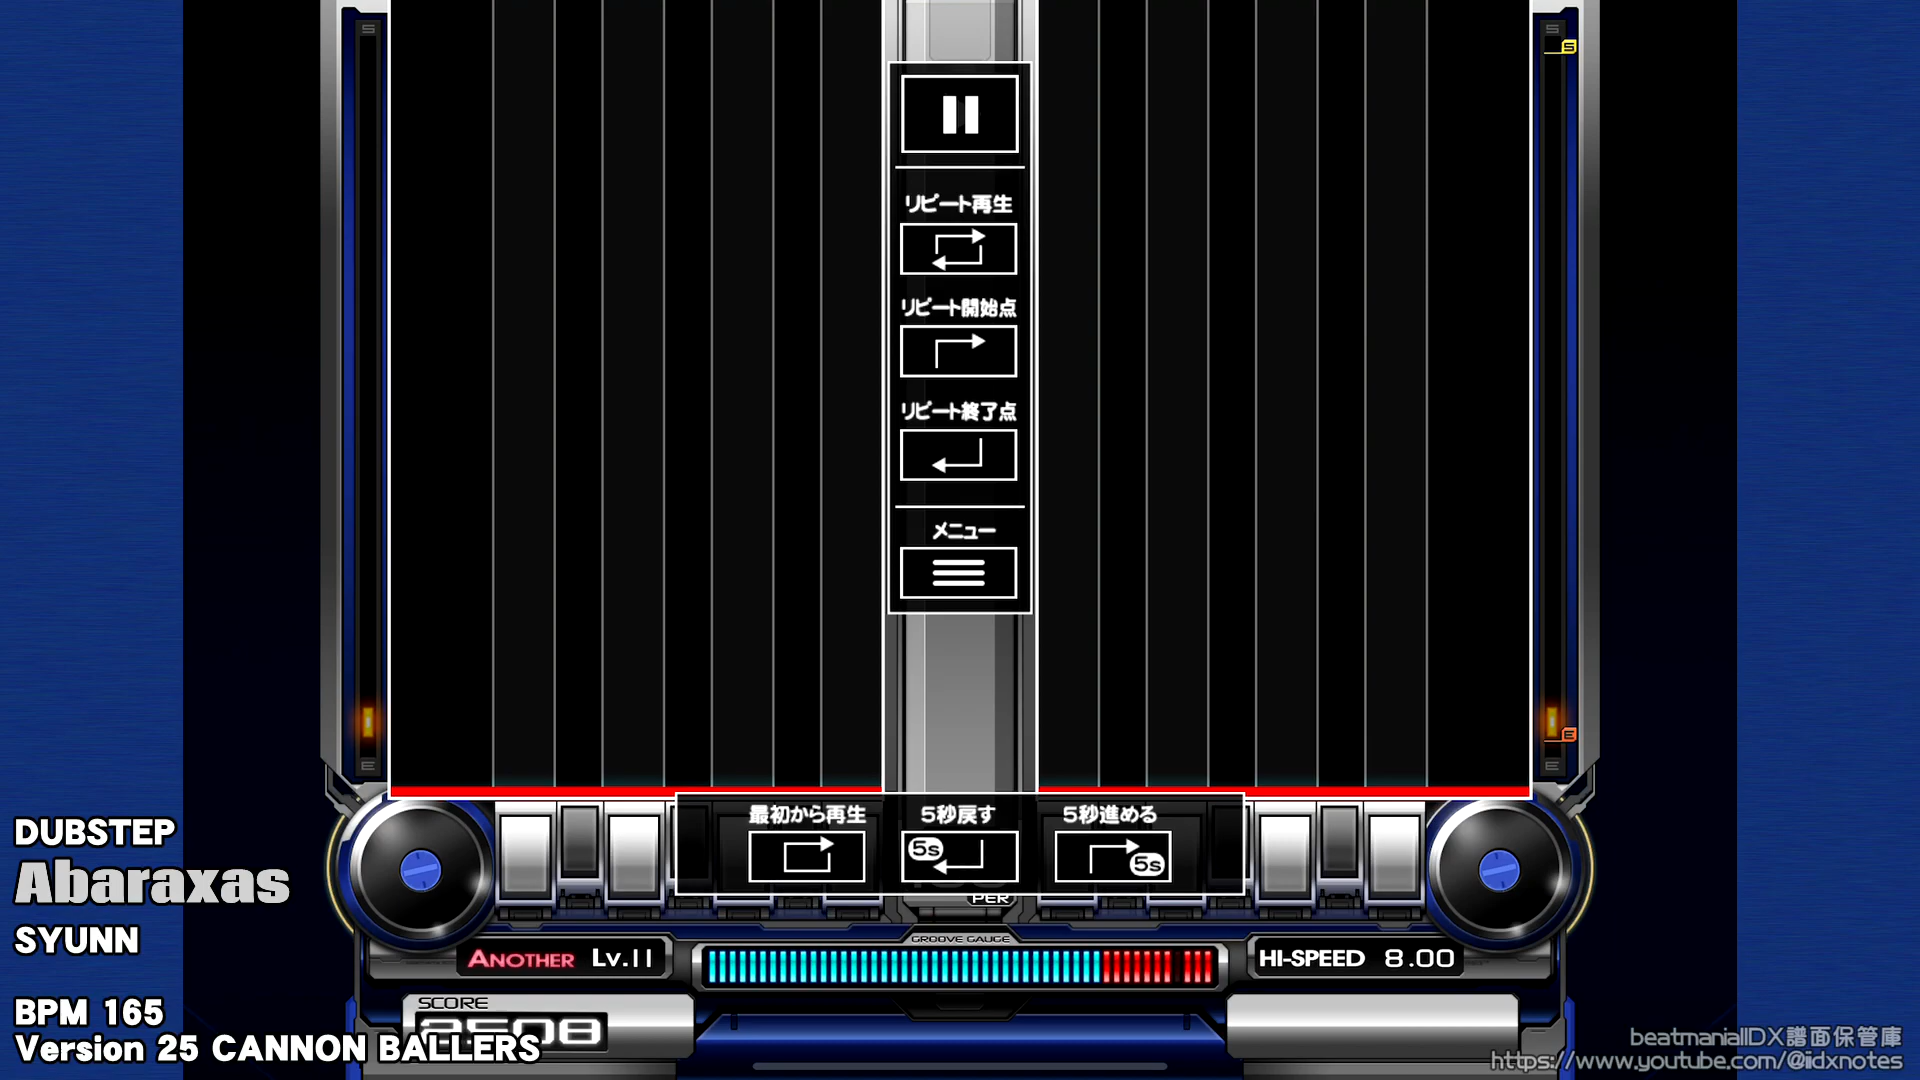 S
S
S
リピート再生
リピート開始点
リピート終了点
メニュー
E
E
E
最初から再生
5秒戻す
5秒進める
5s
5s
PER
GROOVE GAUGE
ANOTHER Lv.11
HI-SPEED 8.00
SCORE
2508
DUBSTEP
Abaraxas
SYUNN
BPM 165
Version 25 CANNON BALLERS
beatmaniaIIDX譜面保管庫
https://www.youtube.com/@iidxnotes